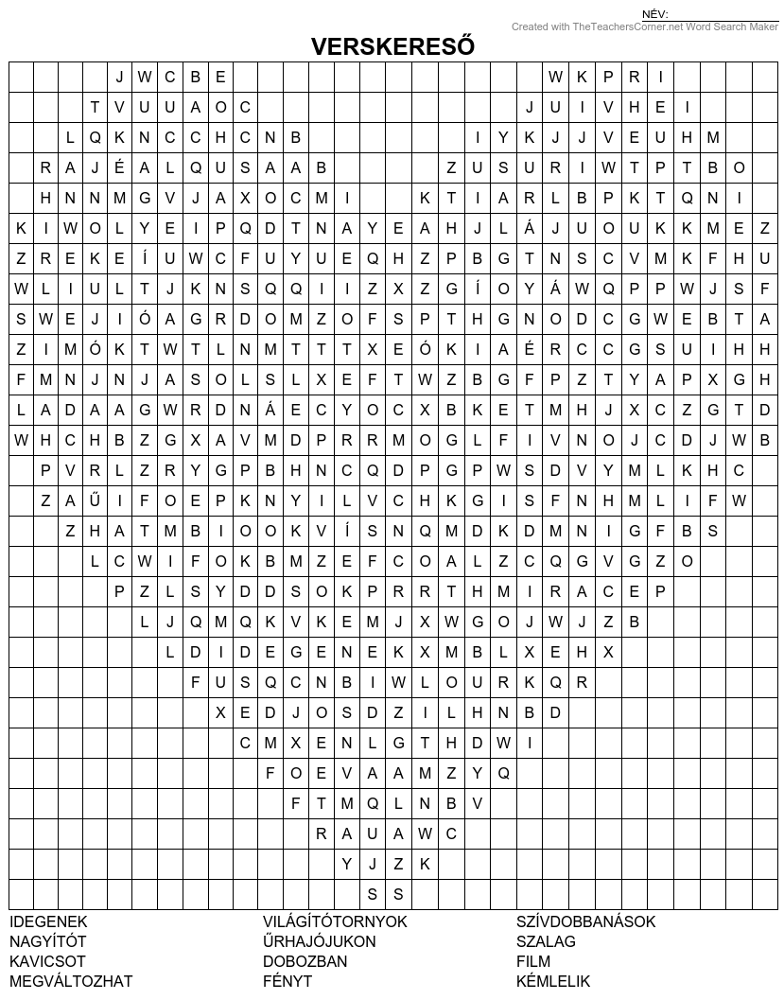 NÉV:
Created with TheTeachersCorner.net Word Search Maker
VERSKERESŐ
J W C B E W K P R I
T V U U A O C J U I V H E I
L Q K N C C H C N B I Y K J J V E U H M
R A J É A L Q U S A A B Z U S U R I W T P T B O
H N N M G V J A X O C M I K T I A R L B P K T Q N I
K I W O L Y E I P Q D T N A Y E A H J L Á J U O U K K M E Z
Z R E K E Í U W C F U Y U E Q H Z P B G T N S C V M K F H U
W L I U L T J K N S Q Q I I Z X Z G Í O Y Á W Q P P W J S F
S W E J I Ó A G R D O M Z O F S P T H G N O D C G W E B T A
Z I M Ó K T W T L N M T T T X E Ó K I A É R C C G S U I H H
F M N J N J A S O L S L X E F T W Z B G F P Z T Y A P X G H
L A D A A G W R D N Á E C Y O C X B K E T M H J X C Z G T D
W H C H B Z G X A V M D P R R M O G L F I V N O J C D J W B
P V R L Z R Y G P B H N C Q D P G P W S D V Y M L K H C
Z A Ű I F O E P K N Y I L V C H K G I S F N H M L I F W
Z H A T M B I O O K V Í S N Q M D K D M N I G F B S
L C W I F O K B M Z E F C O A L Z C Q G V G Z O
P Z L S Y D D S O K P R R T H M I R A C E P
L J Q M Q K V K E M J X W G O J W J Z B
L D I D E G E N E K X M B L X E H X
F U S Q C N B I W L O U R K Q R
X E D J O S D Z I L H N B D
C M X E N L G T H D W I
F O E V A A M Z Y Q
F T M Q L N B V
R A U A W C
Y J Z K
S S
IDEGENEK VILÁGÍTÓTORNYOK SZÍVDOBBANÁSOK
NAGYÍTÓT ŰRHAJÓJUKON SZALAG
KAVICSOT DOBOZBAN FILM
MEGVÁLTOZHAT FÉNYT KÉMLELIK